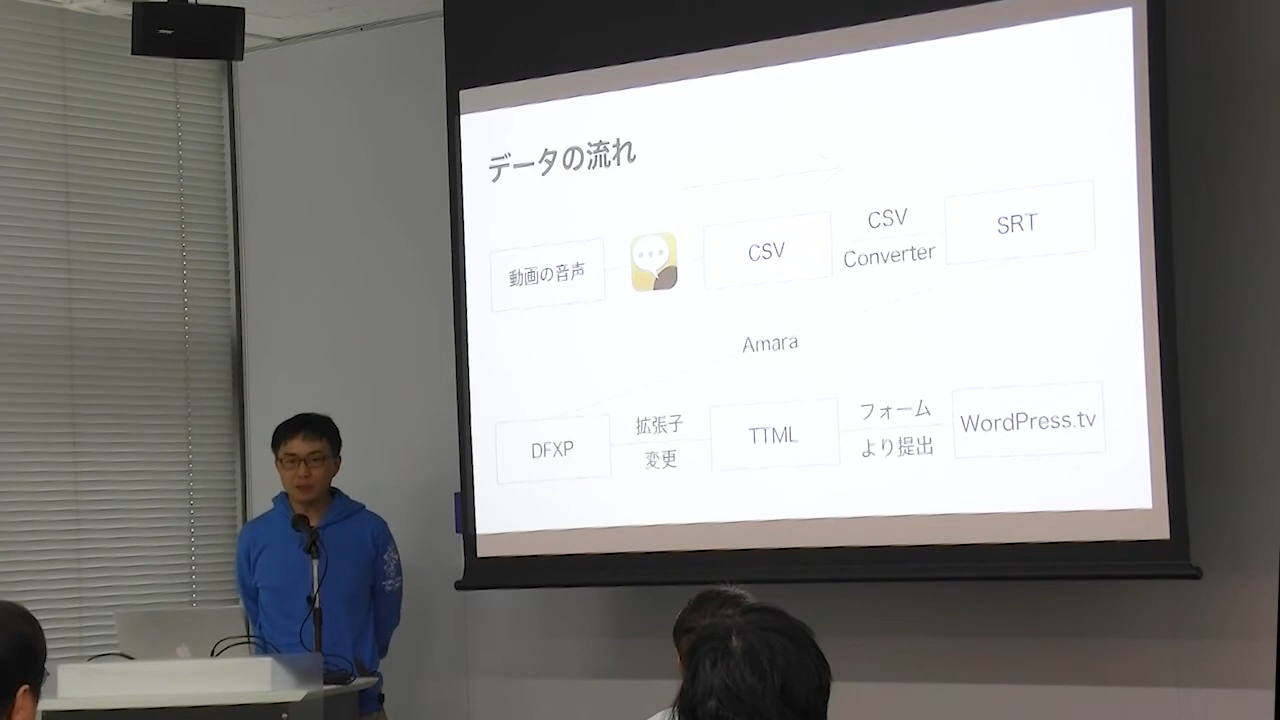 データの流れ
動画の音声
CSV
CSV
Converter
SRT
Amara
DFXP
拡張子
変更
TTML
フォーム
より提出
WordPress.tv